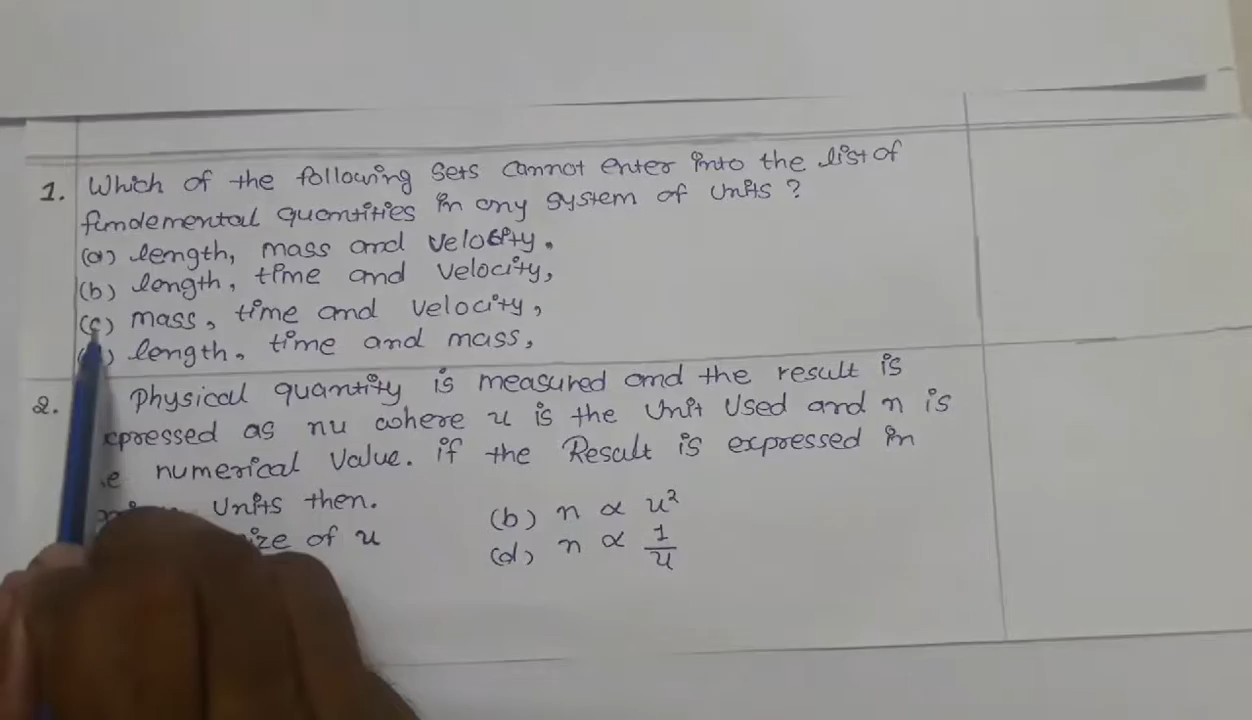 1. Which of the following sets cannot enter into the list of
fundemental quantities in any system of units ?
(a) length, mass and velocity.
(b) length, time and velocity,
(c) mass, time and velocity,
) length, time and mass,
2. Physical quantity is measured and the result is
xpressed as nu where u is the Unit Used and n is
e numerical Value. if the Result is expressed in
Units then.
ize of u (b) n ∝ u²
(d) n ∝ 1/u